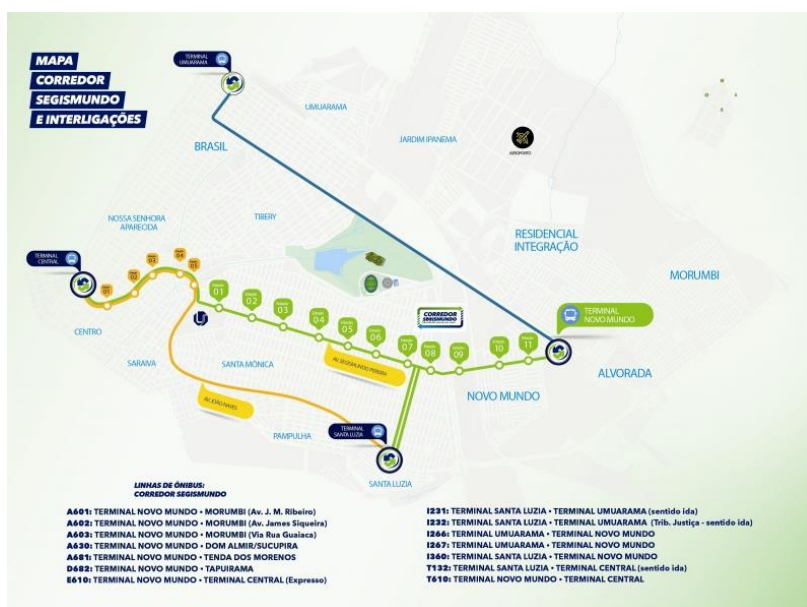 MAPA
CORREDOR
SEGISMUNDO
E INTERLIGAÇÕES
TERMINAL
UMUARAMA
UMUARAMA
BRASIL
JARDIM IPANEMA
AEROPORTO
NOSSA SENHORA
APARECIDA
TIBERY
RESIDENCIAL
INTEGRAÇÃO
MORUMBI
TERMINAL
CENTRAL
01
02
03
04
05
01
02
03
04
05
06
07
08
09
10
11
CORREDOR
SEGISMUNDO
TERMINAL
NOVO MUNDO
CENTRO
SARAIVA
SANTA MÔNICA
AV. SEGISMUNDO PEREIRA
ALVORADA
NOVO MUNDO
AV. JOÃO NAVES
PAMPULHA
TERMINAL
SANTA LUZIA
SANTA LUZIA
LINHAS DE ÔNIBUS:
CORREDOR SEGISMUNDO
A601: TERMINAL NOVO MUNDO • MORUMBI (Av. J. M. Ribeiro)
A602: TERMINAL NOVO MUNDO • MORUMBI (Av. James Siqueira)
A603: TERMINAL NOVO MUNDO • MORUMBI (Via Rua Guaiaca)
A630: TERMINAL NOVO MUNDO • DOM ALMIR/SUCUPIRA
A681: TERMINAL NOVO MUNDO • TENDA DOS MORENOS
D682: TERMINAL NOVO MUNDO • TAPUIRAMA
E610: TERMINAL NOVO MUNDO • TERMINAL CENTRAL (Expresso)
I231: TERMINAL SANTA LUZIA • TERMINAL UMUARAMA (sentido ida)
I232: TERMINAL SANTA LUZIA • TERMINAL UMUARAMA (Trib. Justiça - sentido ida)
I266: TERMINAL UMUARAMA • TERMINAL NOVO MUNDO
I267: TERMINAL UMUARAMA • TERMINAL NOVO MUNDO
I360: TERMINAL SANTA LUZIA • TERMINAL NOVO MUNDO
T132: TERMINAL SANTA LUZIA • TERMINAL CENTRAL (sentido ida)
T610: TERMINAL NOVO MUNDO • TERMINAL CENTRAL